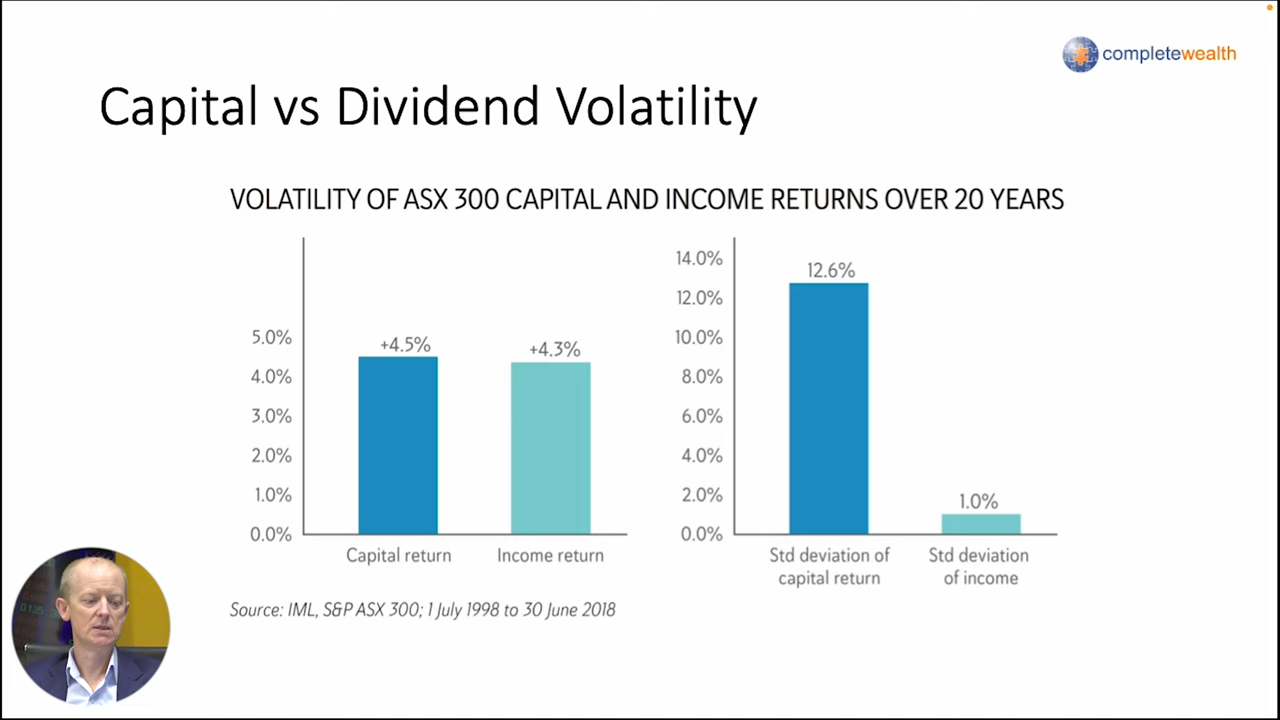 completewealth
Capital vs Dividend Volatility
VOLATILITY OF ASX 300 CAPITAL AND INCOME RETURNS OVER 20 YEARS
5.0%
4.0%
3.0%
2.0%
1.0%
0.0%
+4.5%
+4.3%
Capital return
Income return
14.0%
12.0%
10.0%
8.0%
6.0%
4.0%
2.0%
0.0%
12.6%
1.0%
Std deviation of
capital return
Std deviation
of income
Source: IML, S&P ASX 300; 1 July 1998 to 30 June 2018